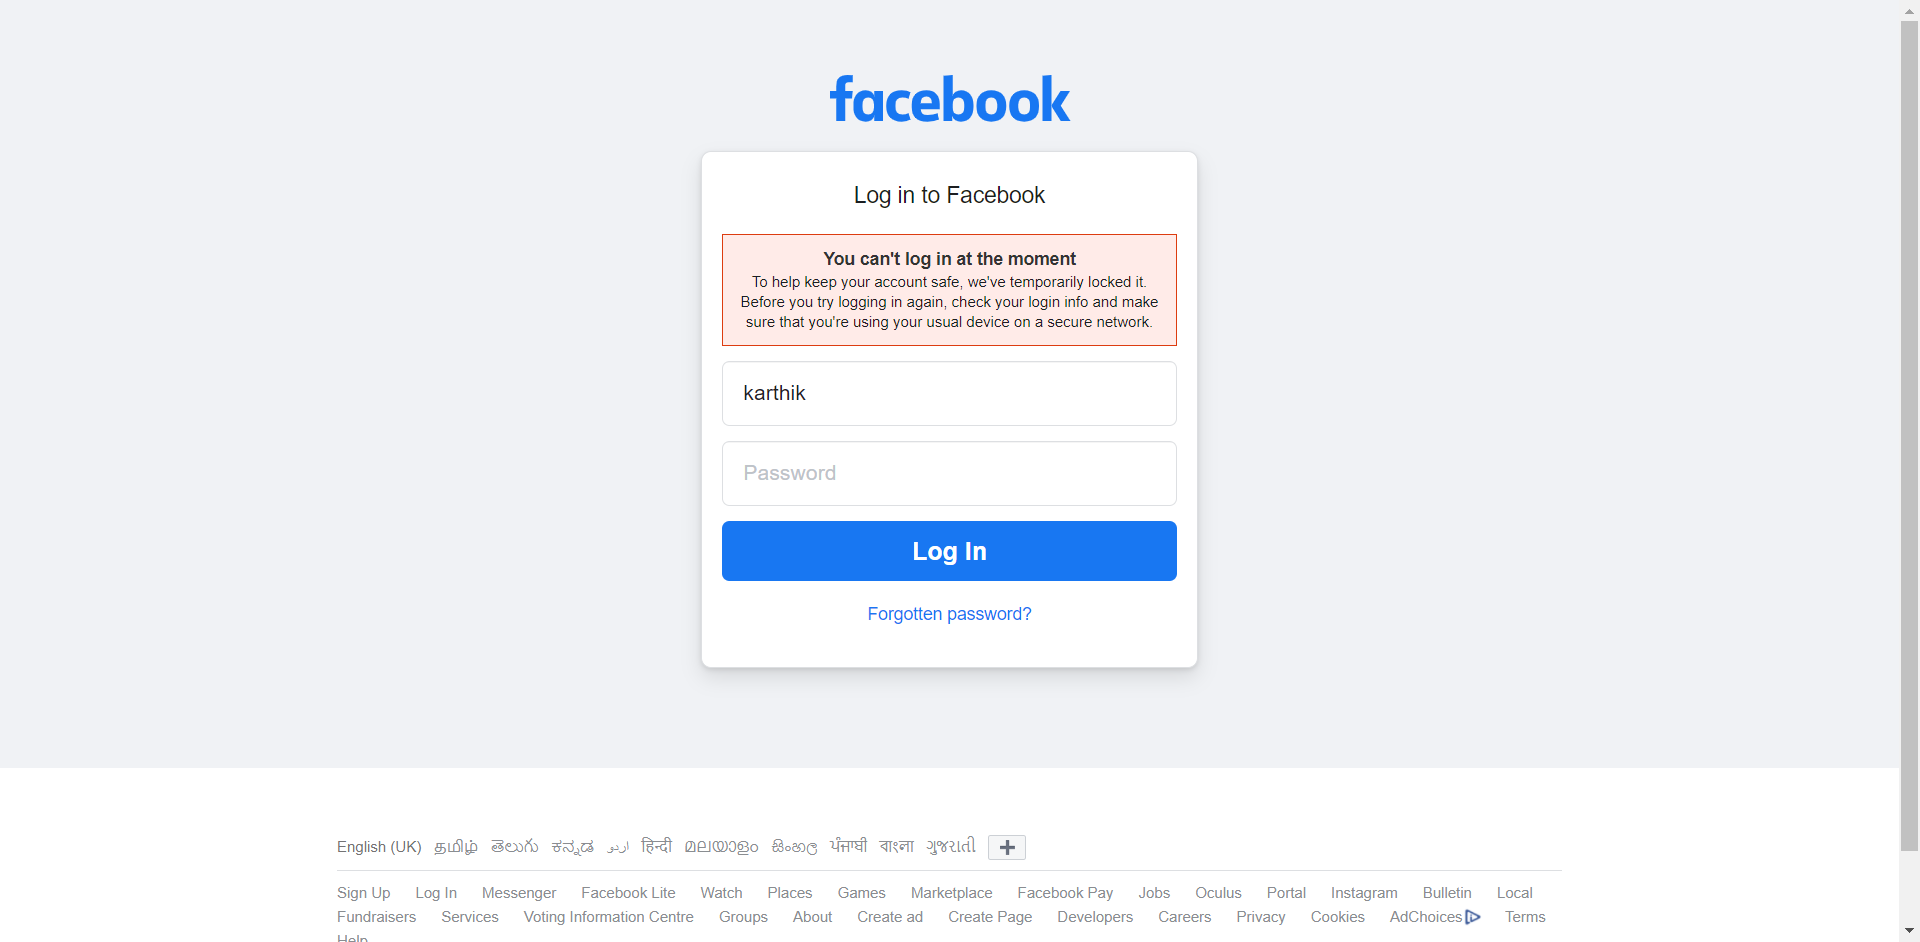 facebook
Log in to Facebook
You can't log in at the moment
To help keep your account safe, we've temporarily locked it.
Before you try logging in again, check your login info and make
sure that you're using your usual device on a secure network.
karthik
Password
Log In
Forgotten password?
English (UK) தமிழ் తెలుగు ಕನ್ನಡ اردو हिन्दी മലയാളം සිංහල ਪੰਜਾਬੀ বাংলা ગુજરાતી
Sign Up Log In Messenger Facebook Lite Watch Places Games Marketplace Facebook Pay Jobs Oculus Portal Instagram Bulletin Local
Fundraisers Services Voting Information Centre Groups About Create ad Create Page Developers Careers Privacy Cookies AdChoices Terms
Help